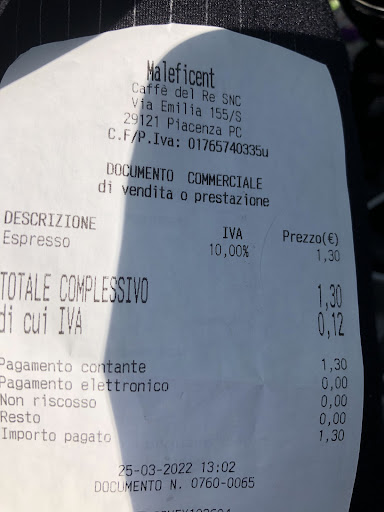 Maleficent
Caffè del Re SNC
Via Emilia 155/S
29121 Piacenza PC
C.F/P.Iva: 01765740335u
DOCUMENTO COMMERCIALE
di vendita o prestazione
DESCRIZIONE IVA Prezzo(€)
Espresso 10,00% 1,30
TOTALE COMPLESSIVO 1,30
di cui IVA 0,12
Pagamento contante 1,30
Pagamento elettronico 0,00
Non riscosso 0,00
Resto 0,00
Importo pagato 1,30
25-03-2022 13:02
DOCUMENTO N. 0760-0065